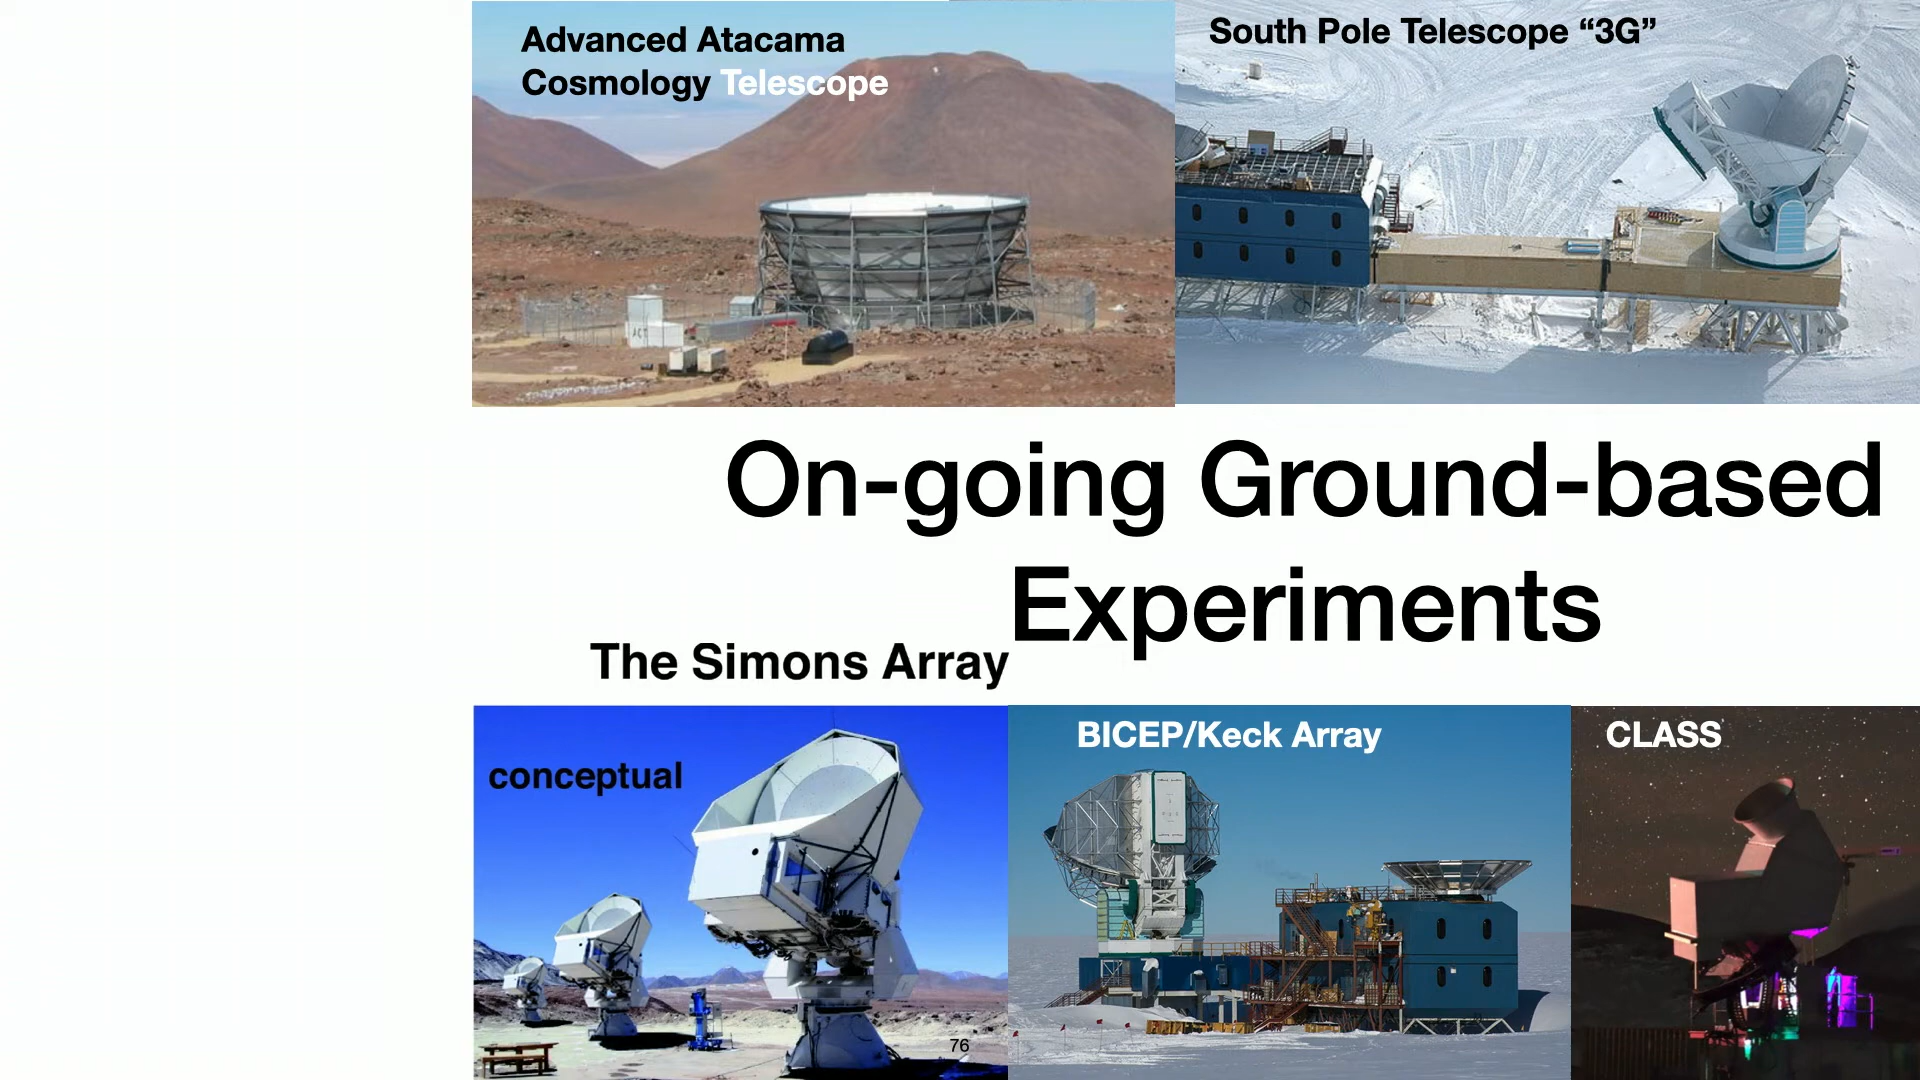 Advanced Atacama
Cosmology Telescope
South Pole Telescope “3G”
On-going Ground-based
Experiments
The Simons Array
conceptual
BICEP/Keck Array
CLASS
ACT
76